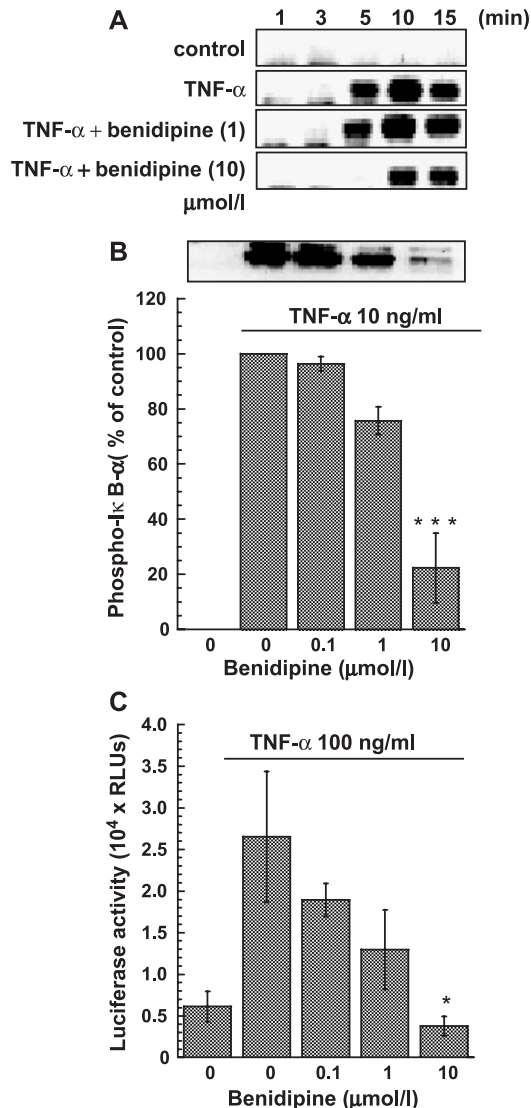 A
1 3 5 10 15 (min)
control
TNF-α
TNF-α + benidipine (1)
TNF-α + benidipine (10)
μmol/l
B
120
100
80
60
40
20
0
Phospho-Iκ B-α( % of control)
TNF-α 10 ng/ml
* * *
0 0 0.1 1 10
Benidipine (μmol/l)
C
4.0
3.5
3.0
2.5
2.0
1.5
1.0
0.5
0
Luciferase activity (10⁴ x RLUs)
TNF-α 100 ng/ml
*
0 0 0.1 1 10
Benidipine (μmol/l)